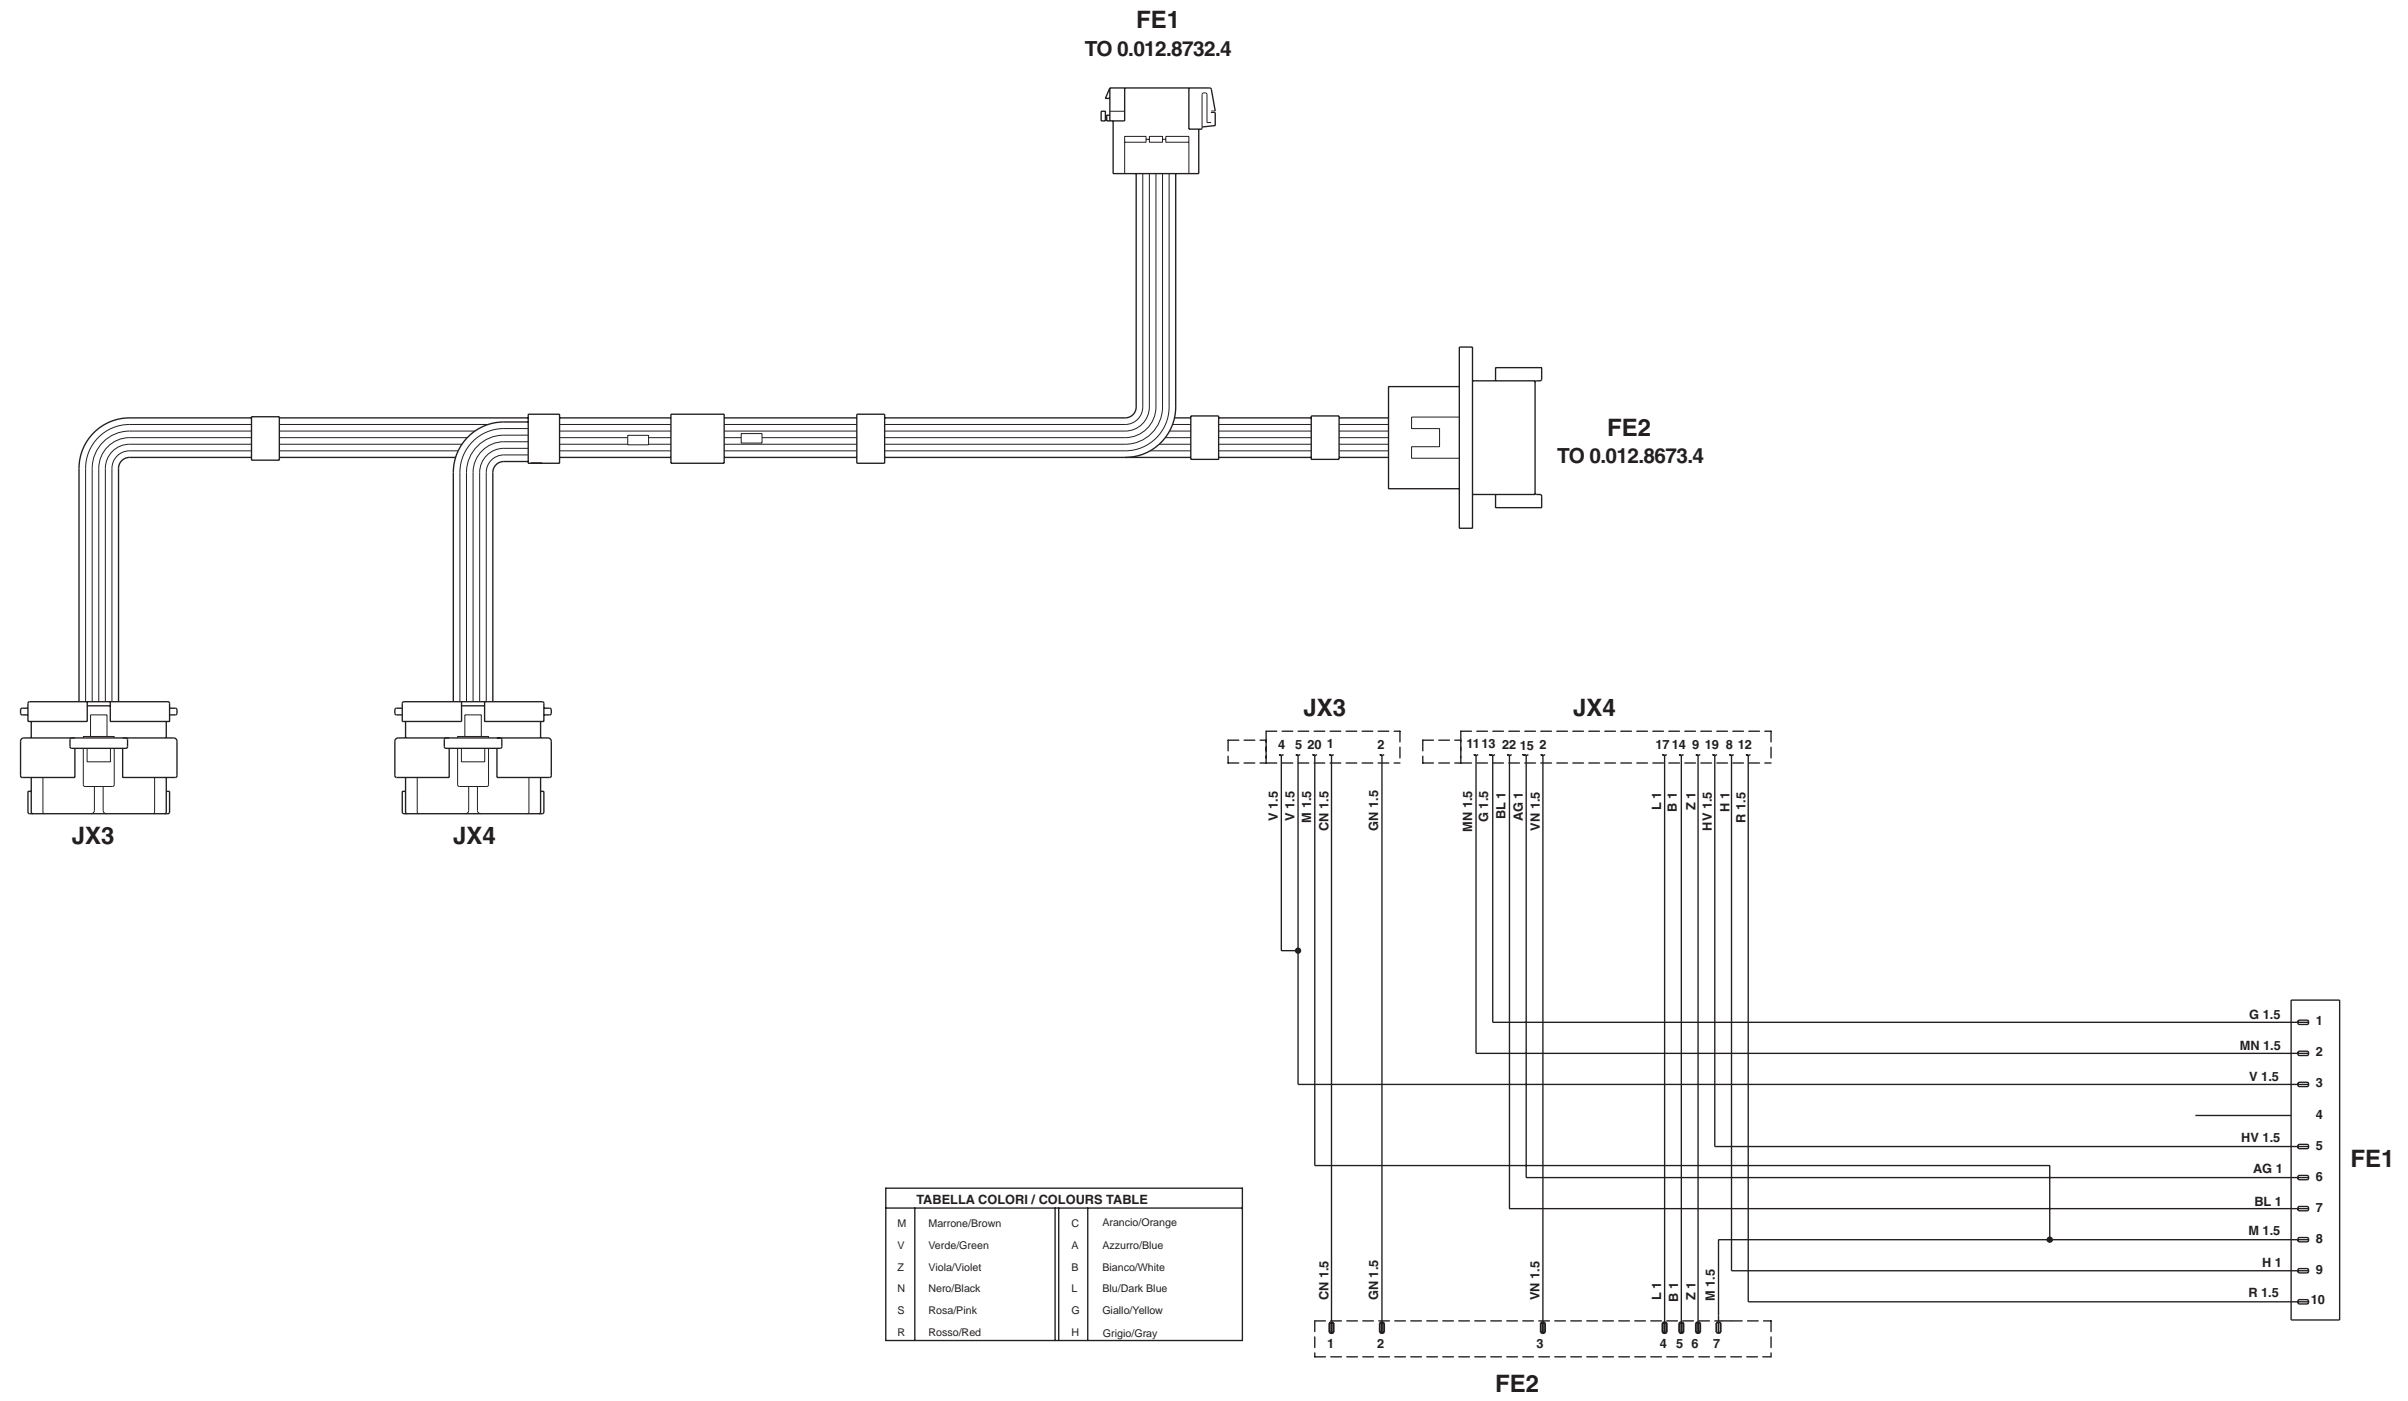 FE1
TO 0.012.8732.4
FE2
TO 0.012.8673.4
JX3
JX4
JX3
JX4
4 5 20 1 2
11 13 22 15 2 17 14 9 19 8 12
V 1.5
V 1.5
M 1.5
CN 1.5
GN 1.5
MN 1.5
G 1.5
BL 1
AG 1
VN 1.5
L 1
B 1
Z 1
HV 1.5
H 1
R 1.5
G 1.5 1
MN 1.5 2
V 1.5 3
4
HV 1.5 5
AG 1 6
BL 1 7
M 1.5 8
H 1 9
R 1.5 10
FE1
CN 1.5
GN 1.5
VN 1.5
L 1
B 1
Z 1
M 1.5
1 2 3 4 5 6 7
FE2
TABELLA COLORI / COLOURS TABLE
M Marrone/Brown C Arancio/Orange
V Verde/Green A Azzurro/Blue
Z Viola/Violet B Bianco/White
N Nero/Black L Blu/Dark Blue
S Rosa/Pink G Giallo/Yellow
R Rosso/Red H Grigio/Gray